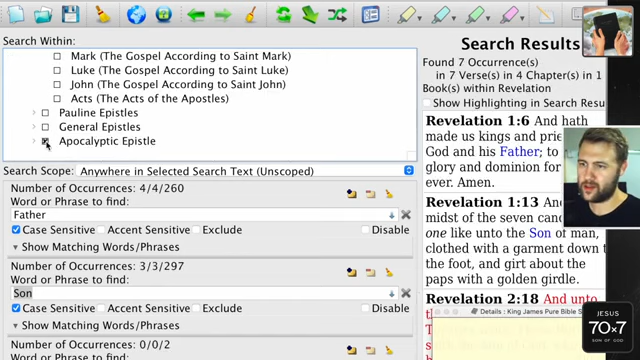 Search Within:
Mark (The Gospel According to Saint Mark)
Luke (The Gospel According to Saint Luke)
John (The Gospel According to Saint John)
Acts (The Acts of the Apostles)
Pauline Epistles
General Epistles
Apocalyptic Epistle
Search Scope: Anywhere in Selected Search Text (Unscoped)
Number of Occurrences: 4/4/260
Word or Phrase to find:
Father
Case Sensitive Accent Sensitive Exclude Disable
Show Matching Words/Phrases
Number of Occurrences: 3/3/297
Word or Phrase to find:
Son
Case Sensitive Accent Sensitive Exclude Disable
Show Matching Words/Phrases
Number of Occurrences: 0/0/2
Word or Phrase to find:
Search Results
Found 7 Occurrence(s)
in 7 Verse(s) in 4 Chapter(s) in 1
Book(s) within Revelation
Show Highlighting in Search Resu
Revelation 1:6 And hath
made us kings and prie
God and his Father; to
glory and dominion for
ever. Amen.
Revelation 1:13 And
midst of the seven can
one like unto the Son of man,
clothed with a garment down t
the foot, and girt about the
paps with a golden girdle.
Revelation 2:18 And unto
Details : King James Pure Bible S
JESUS
70x7
SON OF GOD